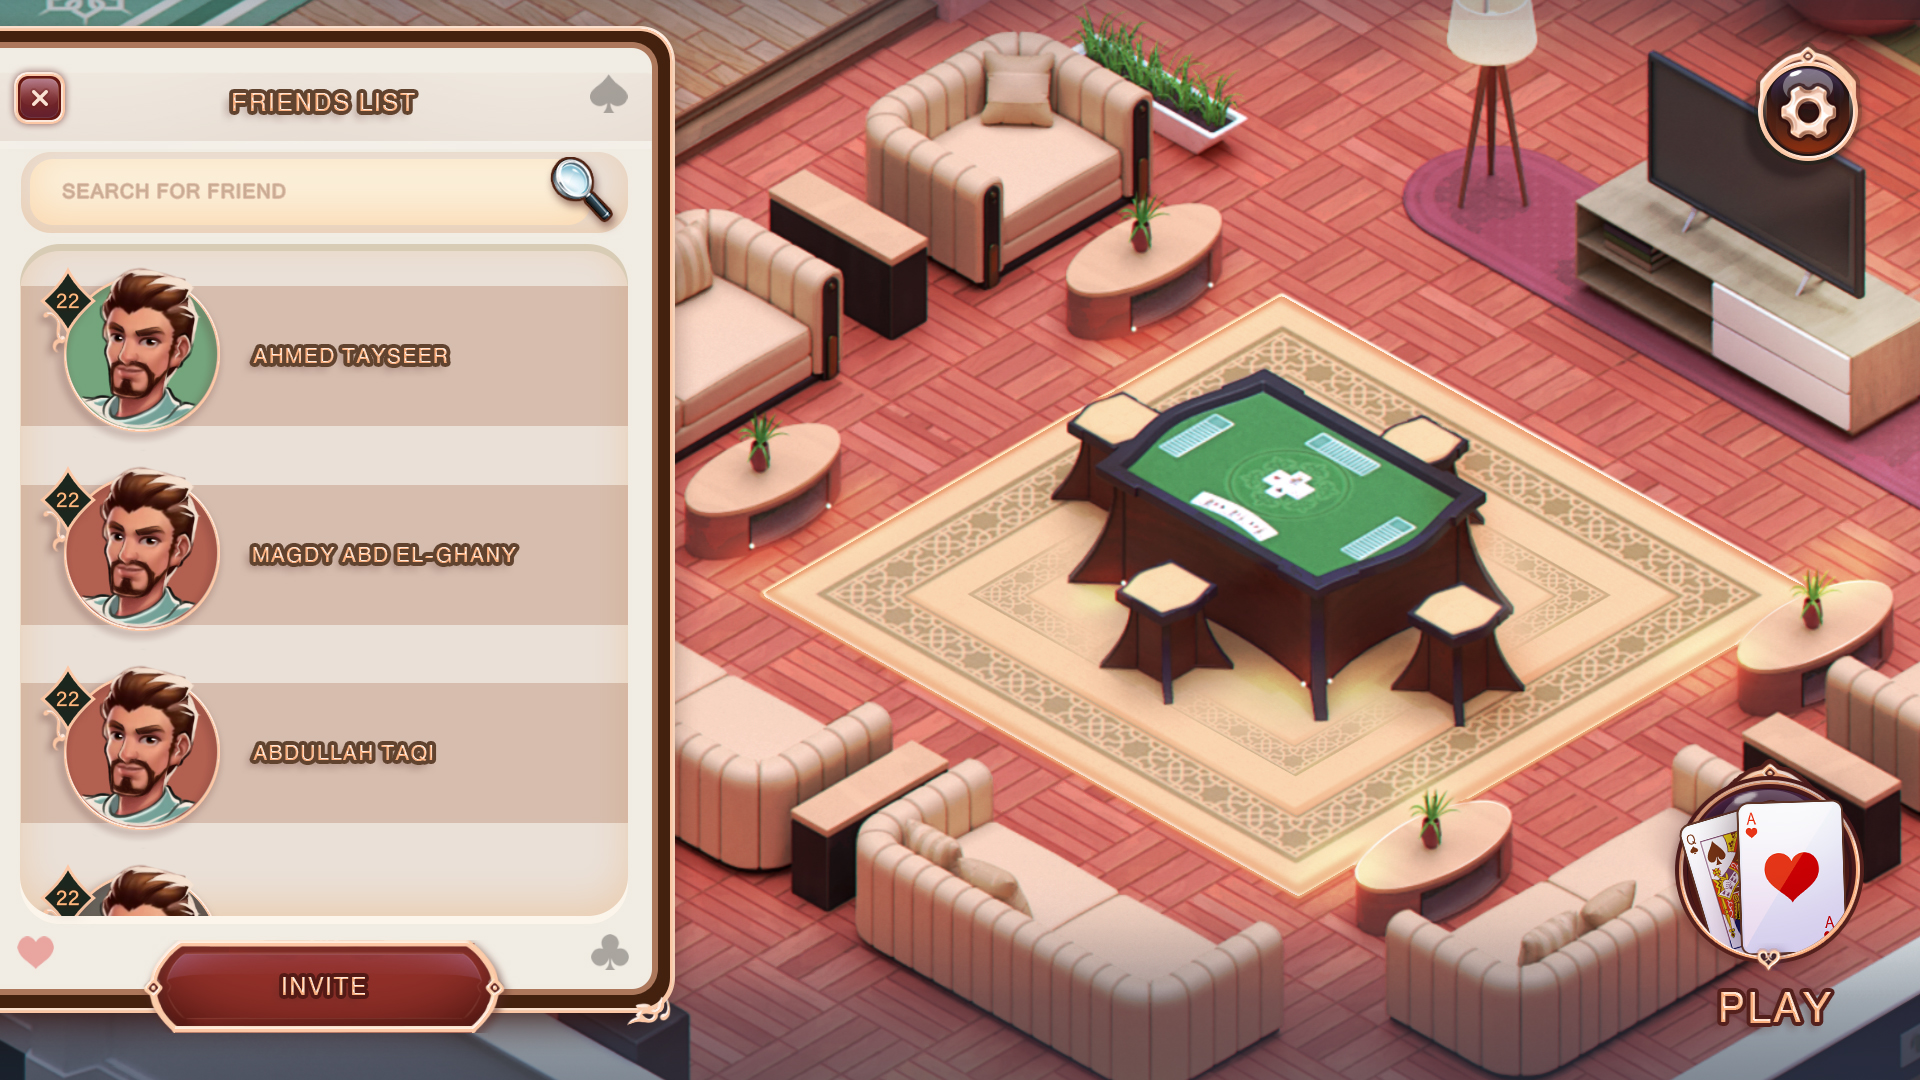 FRIENDS LIST
SEARCH FOR FRIEND
22
AHMED TAYSEER
22
MAGDY ABD EL-GHANY
22
ABDULLAH TAQI
22
INVITE
Q
A
A
PLAY